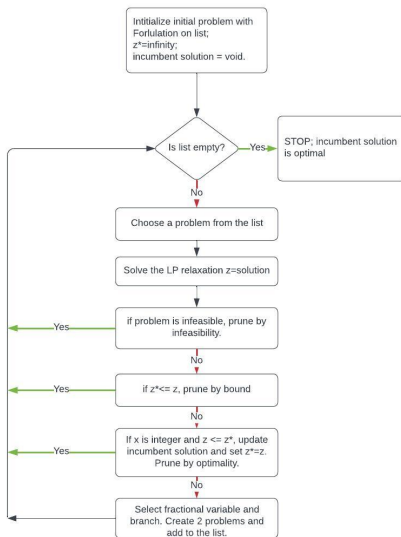 Intitialize initial problem with
Forlulation on list;
z*=infinity;
incumbent solution = void.
Is list empty?
Yes
STOP; incumbent solution
is optimal
No
Choose a problem from the list
Solve the LP relaxation z=solution
if problem is infeasible, prune by
infeasibility.
Yes
No
if z*<= z, prune by bound
Yes
No
If x is integer and z <= z*, update
incumbent solution and set z*=z.
Prune by optimality.
Yes
No
Select fractional variable and
branch. Create 2 problems and
add to the list.